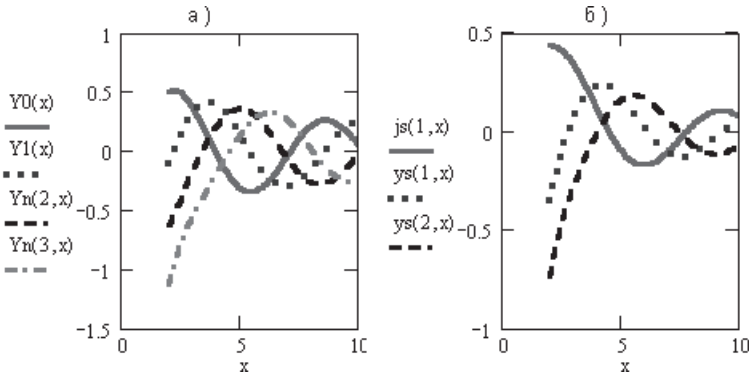 а )
1
0.5
0
−0.5
−1
−1.5
Y0(x)
Y1(x)
Yn(2,x)
Yn(3,x)
0
5
10
x
б )
0.5
0
−0.5
−1
js(1,x)
ys(1,x)
ys(2,x)
0
5
10
x